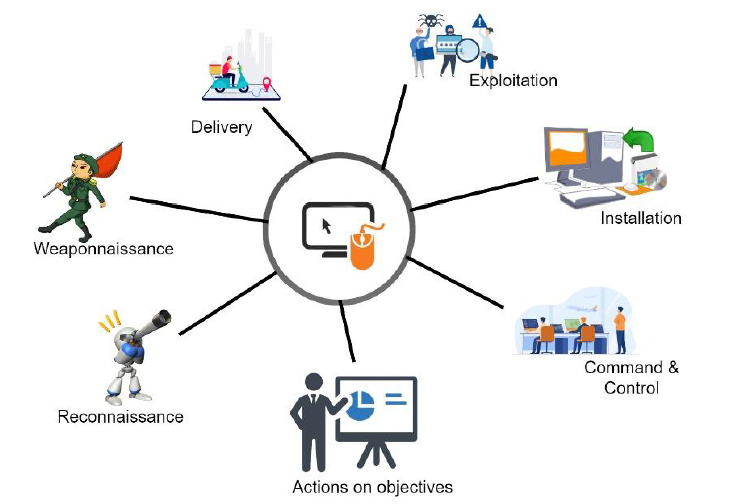 Exploitation
Delivery
Installation
Weaponnaissance
Command &
Control
Reconnaissance
Actions on objectives